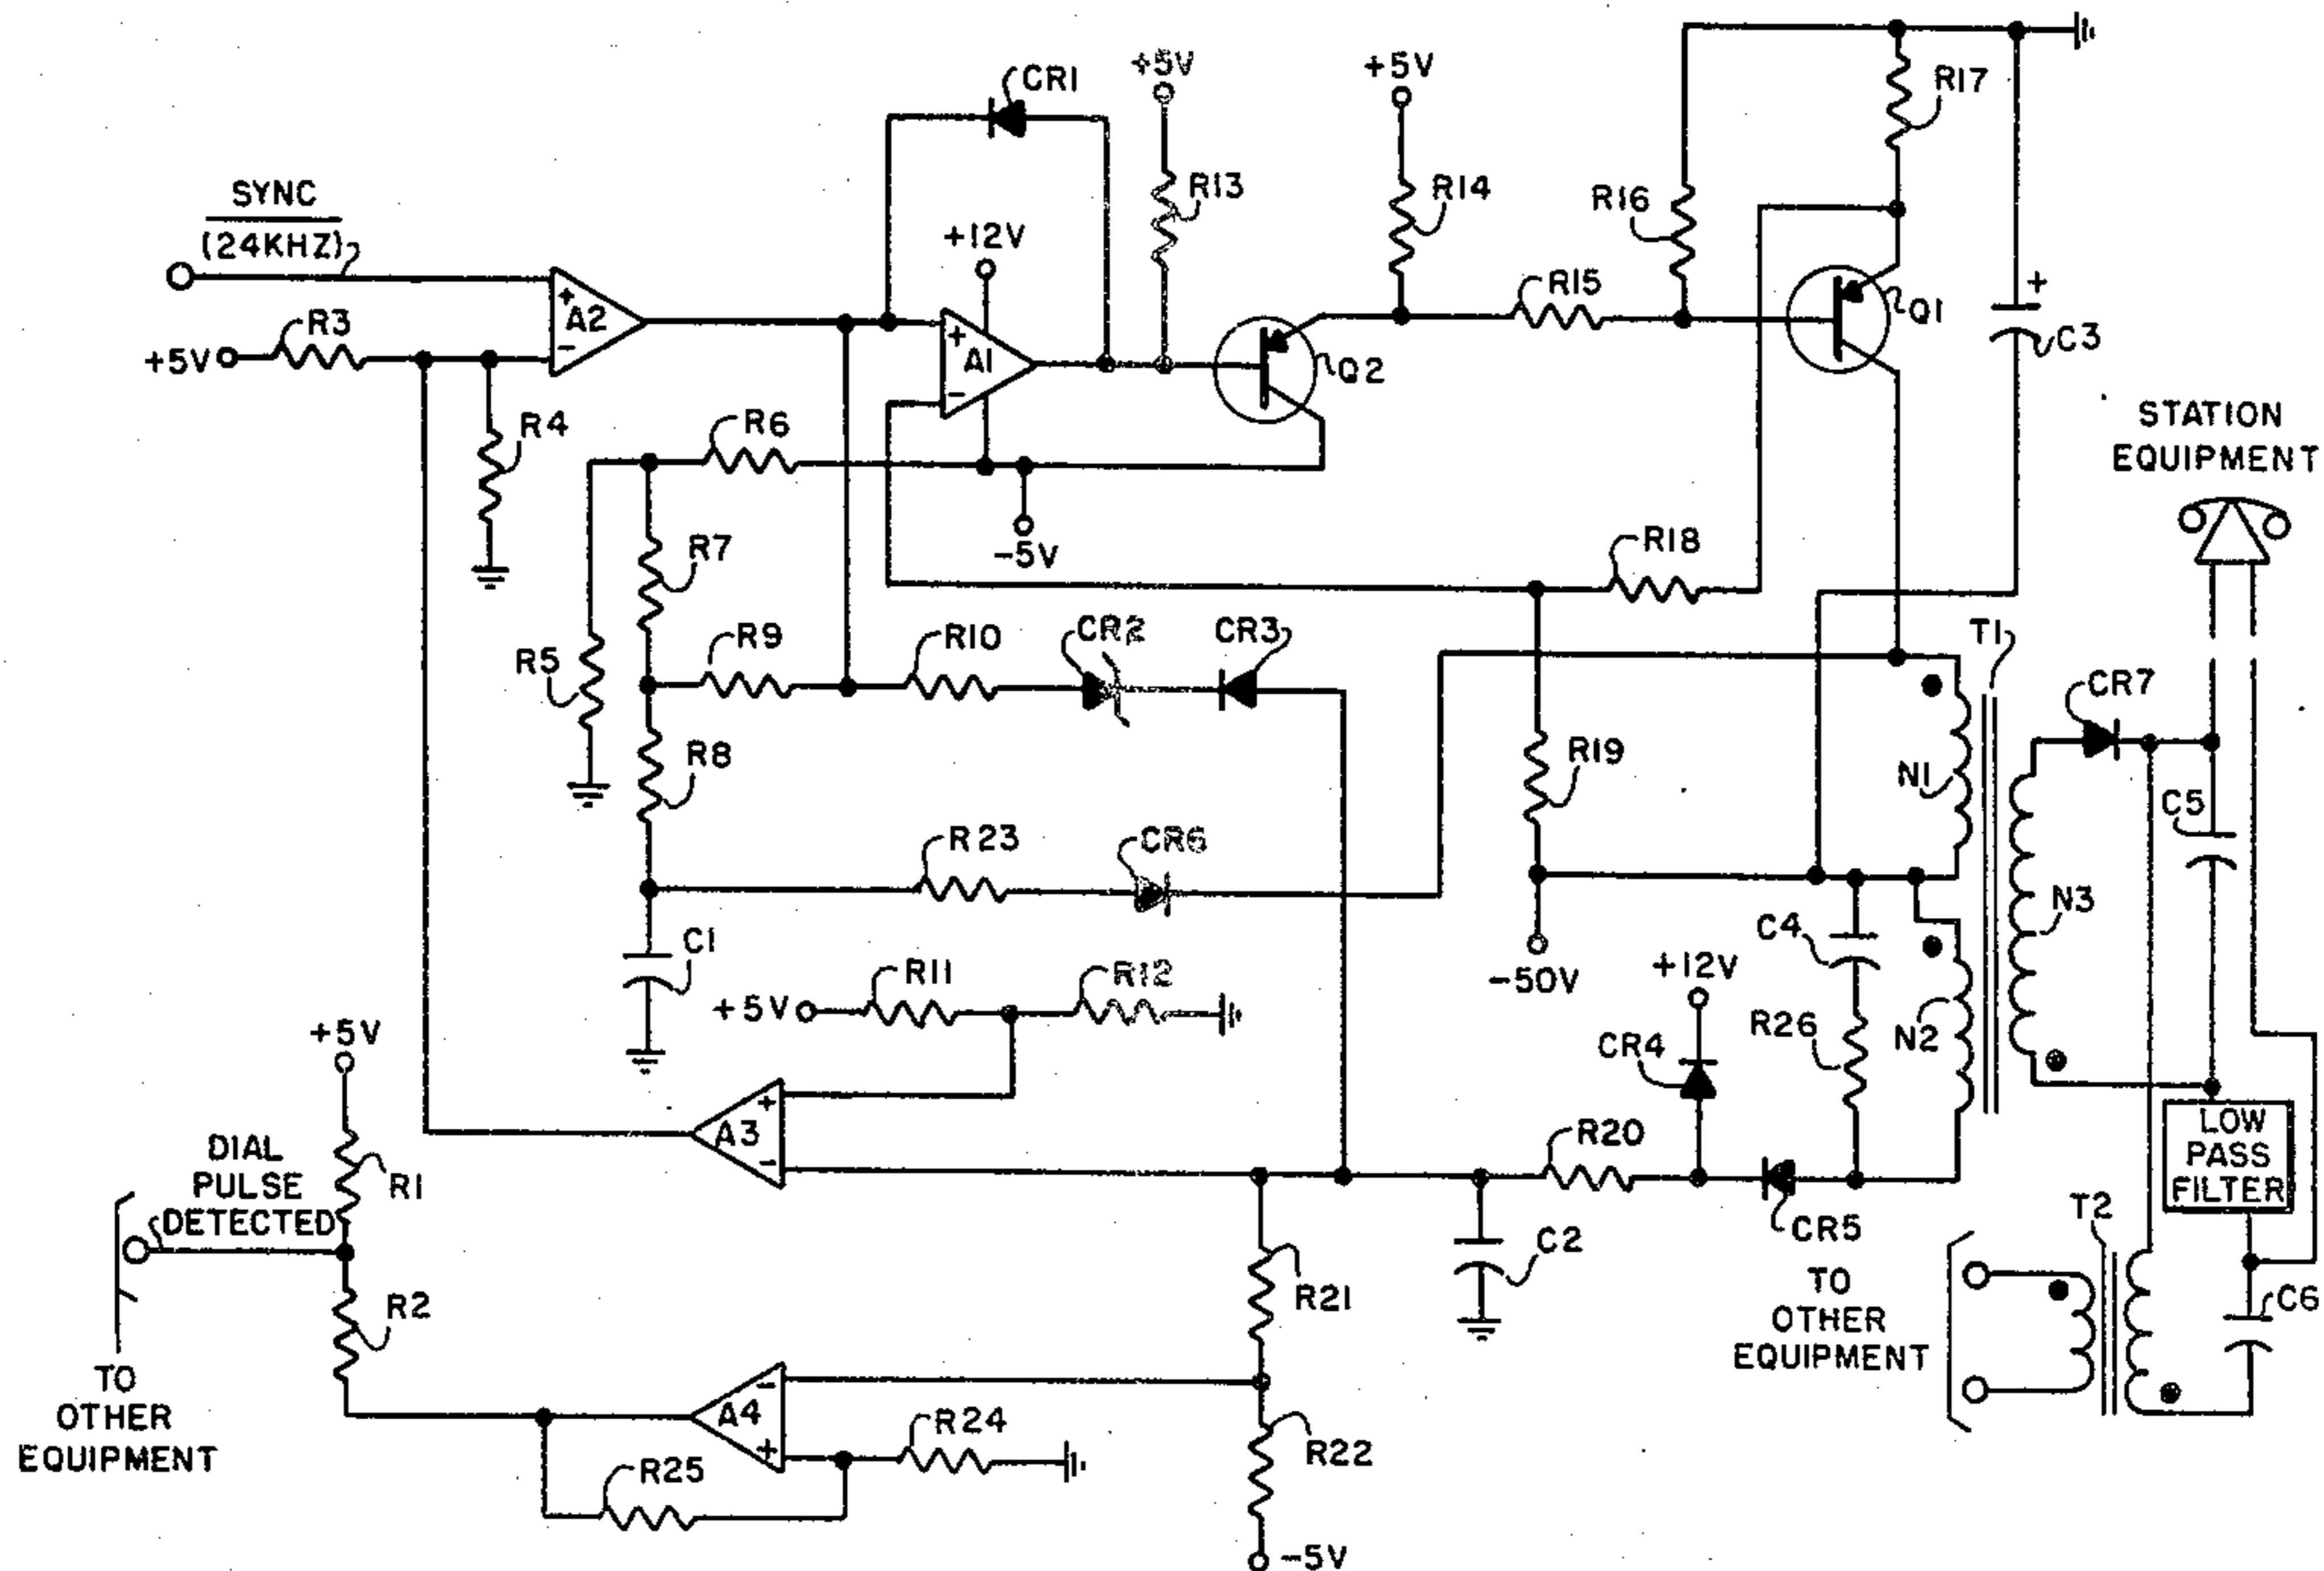 SYNC
(24KHZ)
+5V
R3
R4
+
A2
-
CR1
+12V
+
A1
-
+5V
R13
Q2
+5V
R14
R15
R16
R17
Q1
+
C3
STATION
EQUIPMENT
R6
-5V
R7
R5
R9
R10
CR2
CR3
R18
R8
R19
R23
CR6
C1
T1
N1
CR7
C5
N3
C4
N2
-50V
+12V
CR4
R26
+5V
R11
R12
+
A3
-
R20
CR5
C2
LOW
PASS
FILTER
T2
C6
TO
OTHER
EQUIPMENT
+5V
R1
DIAL
PULSE
DETECTED
R2
TO
OTHER
EQUIPMENT
R21
R22
-5V
-
A4
+
R24
R25